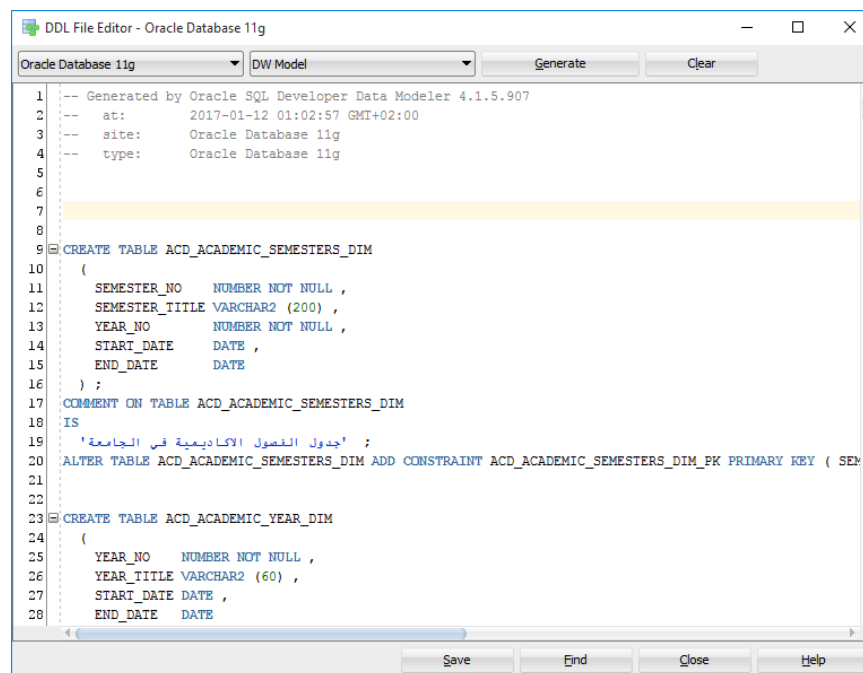 DDL File Editor - Oracle Database 11g
Oracle Database 11g DW Model Generate Clear
1 -- Generated by Oracle SQL Developer Data Modeler 4.1.5.907
2 -- at: 2017-01-12 01:02:57 GMT+02:00
3 -- site: Oracle Database 11g
4 -- type: Oracle Database 11g
5
6
7
8
9 CREATE TABLE ACD_ACADEMIC_SEMESTERS_DIM
10 (
11 SEMESTER_NO NUMBER NOT NULL ,
12 SEMESTER_TITLE VARCHAR2 (200) ,
13 YEAR_NO NUMBER NOT NULL ,
14 START_DATE DATE ,
15 END_DATE DATE
16 ) ;
17 COMMENT ON TABLE ACD_ACADEMIC_SEMESTERS_DIM
18 IS
19 'جدول الفصول الاكاديمية في الجامعة' ;
20 ALTER TABLE ACD_ACADEMIC_SEMESTERS_DIM ADD CONSTRAINT ACD_ACADEMIC_SEMESTERS_DIM_PK PRIMARY KEY ( SEM
21
22
23 CREATE TABLE ACD_ACADEMIC_YEAR_DIM
24 (
25 YEAR_NO NUMBER NOT NULL ,
26 YEAR_TITLE VARCHAR2 (60) ,
27 START_DATE DATE ,
28 END_DATE DATE
Save Find Close Help